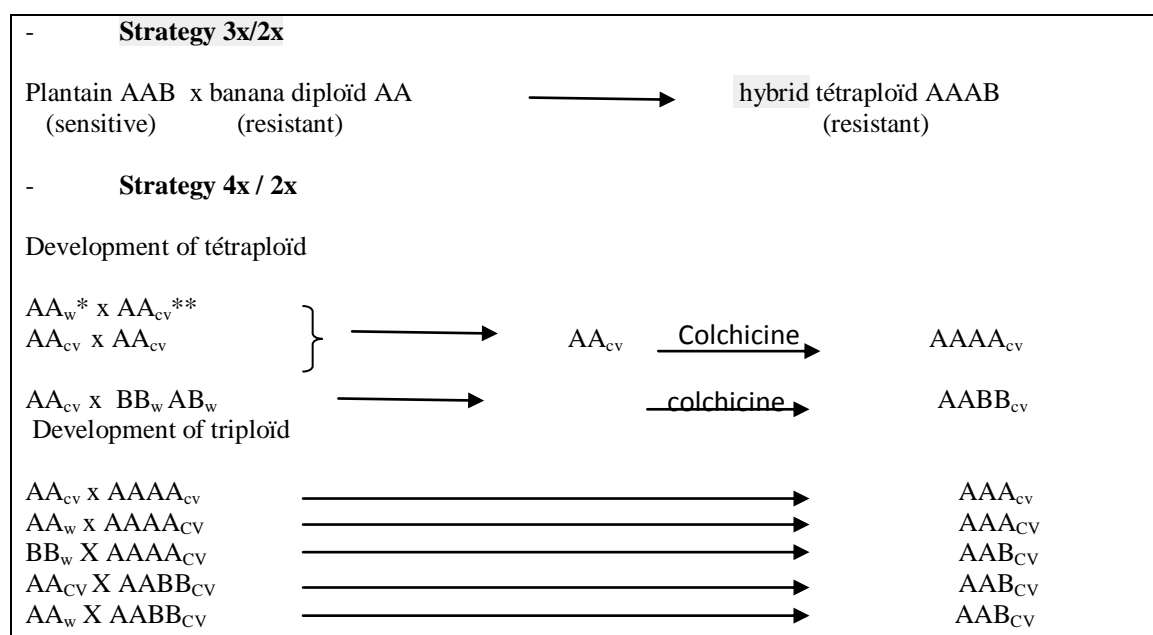 - Strategy 3x/2x
Plantain AAB x banana diploïd AA hybrid tétraploïd AAAB
(sensitive) (resistant) (resistant)
- Strategy 4x / 2x
Development of tétraploïd
AAw* x AAcv**
AAcv x AAcv AAcv Colchicine AAAAcv
AAcv x BBw ABw colchicine AABBcv
Development of triploïd
AAcv x AAAAcv AAAcv
AAw x AAAACV AAACV
BBw X AAAACV AABCV
AACV X AABBCV AABCV
AAw X AABBCV AABCV